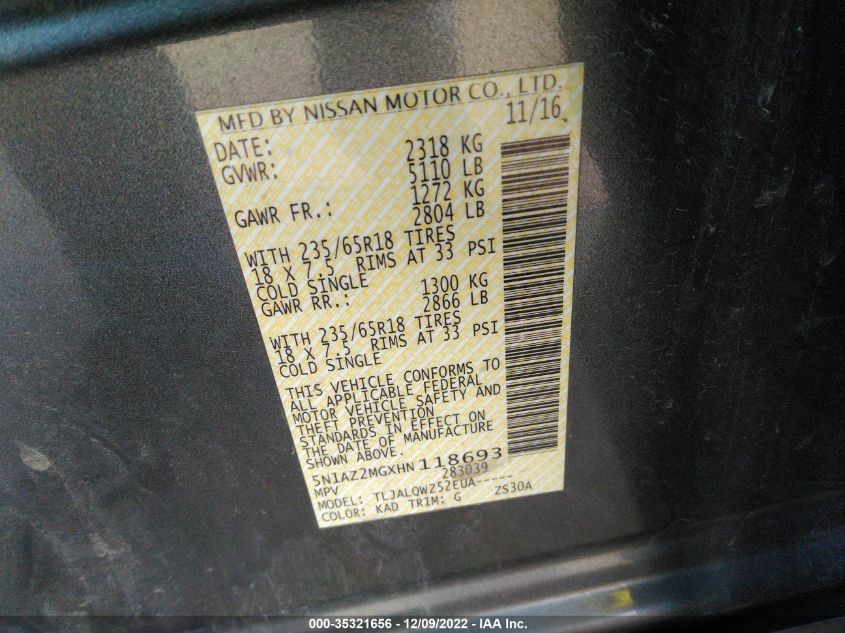 MFD BY NISSAN MOTOR CO., LTD.
DATE: 11/16
GVWR: 2318 KG
5110 LB
GAWR FR.: 1272 KG
2804 LB
WITH 235/65R18 TIRES
18 X 7.5 RIMS AT 33 PSI
COLD SINGLE
GAWR RR.: 1300 KG
2866 LB
WITH 235/65R18 TIRES
18 X 7.5 RIMS AT 33 PSI
COLD SINGLE
THIS VEHICLE CONFORMS TO
ALL APPLICABLE FEDERAL
MOTOR VEHICLE SAFETY AND
THEFT PREVENTION
STANDARDS IN EFFECT ON
THE DATE OF MANUFACTURE
SHOWN ABOVE.
5N1AZ2MGXHN118693
MPV 283039
MODEL: TLJALQWZ52EUA-----
COLOR: KAD TRIM: G ZS30A
000-35321656 - 12/09/2022 - IAA Inc.